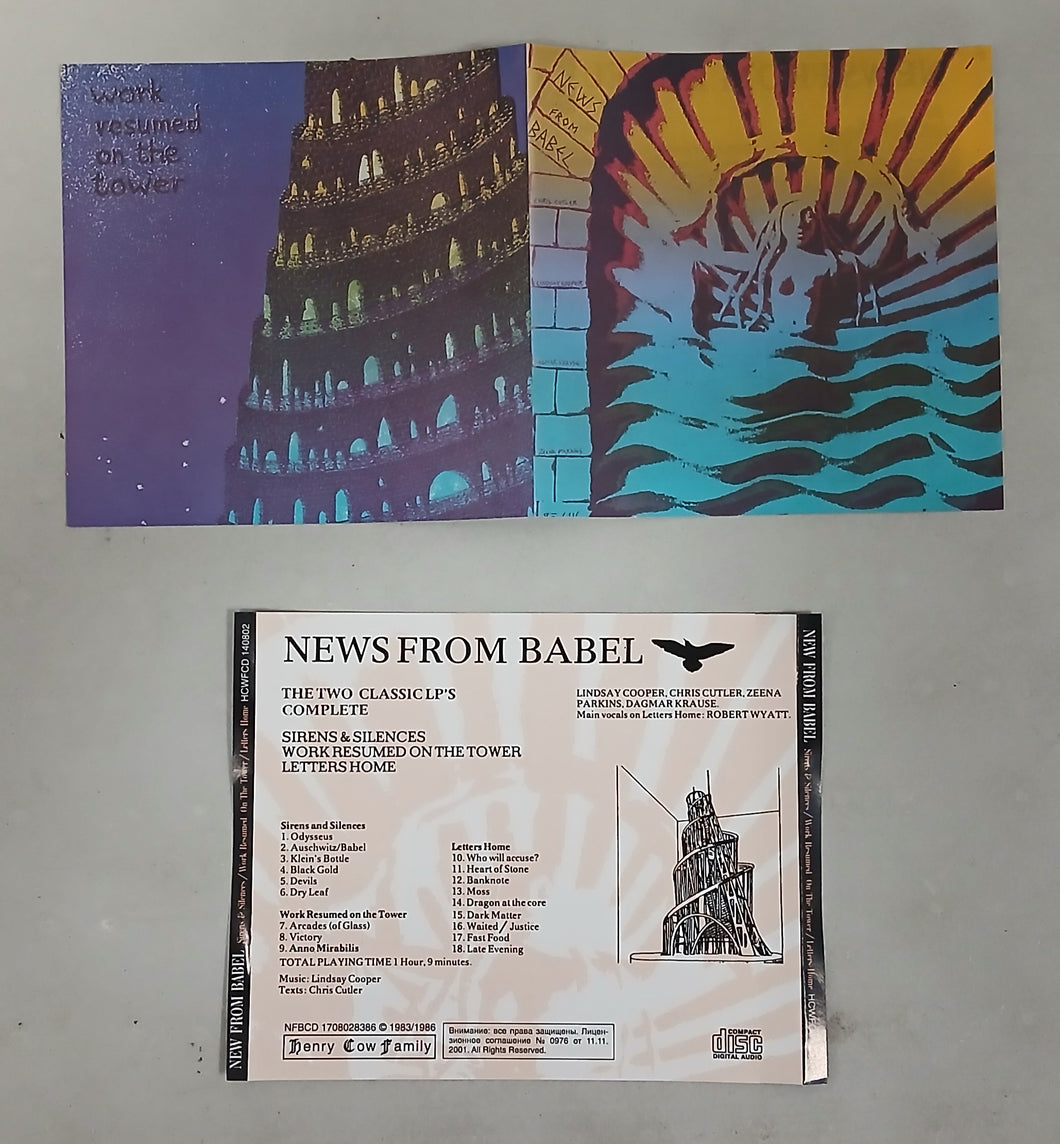 work
resumed
on the
tower
NEWS
FROM
BABEL
CHRIS CUTLER
LINDSAY COOPER
ZEENA PARKINS
NEWS FROM BABEL
THE TWO CLASSIC LP'S
COMPLETE
LINDSAY COOPER, CHRIS CUTLER, ZEENA
PARKINS, DAGMAR KRAUSE.
Main vocals on Letters Home: ROBERT WYATT.
SIRENS & SILENCES
WORK RESUMED ON THE TOWER
LETTERS HOME
Sirens and Silences
1. Odysseus
2. Auschwitz/Babel
3. Klein's Bottle
4. Black Gold
5. Devils
6. Dry Leaf
Work Resumed on the Tower
7. Arcades (of Glass)
8. Victory
9. Anno Mirabilis
Letters Home
10. Who will accuse?
11. Heart of Stone
12. Banknote
13. Moss
14. Dragon at the core
15. Dark Matter
16. Waited / Justice
17. Fast Food
18. Late Evening
TOTAL PLAYING TIME 1 Hour, 9 minutes.
Music: Lindsay Cooper
Texts: Chris Cutler
NFBCD 1708028386 © 1983/1986
Henry Cow Family
Внимание: все права защищены. Лицен-
зионное соглашение № 0976 от 11.11.
2001. All Rights Reserved.
COMPACT
disc
DIGITAL AUDIO
NEW FROM BABEL Sirens & Silences/Work Resumed On The Tower/Letters Home HCWFCD 140802
NEW FROM BABEL Sirens & Silences/Work Resumed On The Tower/Letters Home HCWF